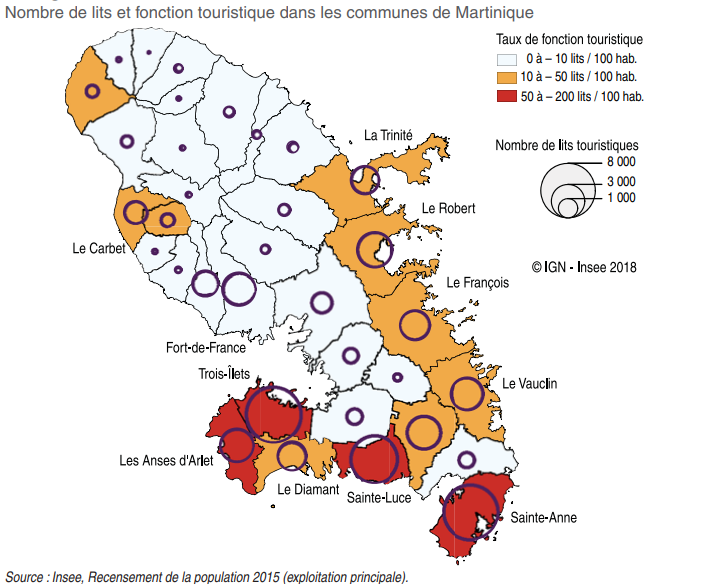 Nombre de lits et fonction touristique dans les communes de Martinique
Taux de fonction touristique
0 à – 10 lits / 100 hab.
10 à – 50 lits / 100 hab.
50 à – 200 lits / 100 hab.
Nombre de lits touristiques
8 000
3 000
1 000
© IGN - Insee 2018
La Trinité
Le Robert
Le Carbet
Le François
Fort-de-France
Trois-Îlets
Le Vauclin
Les Anses d'Arlet
Le Diamant
Sainte-Luce
Sainte-Anne
Source : Insee, Recensement de la population 2015 (exploitation principale).